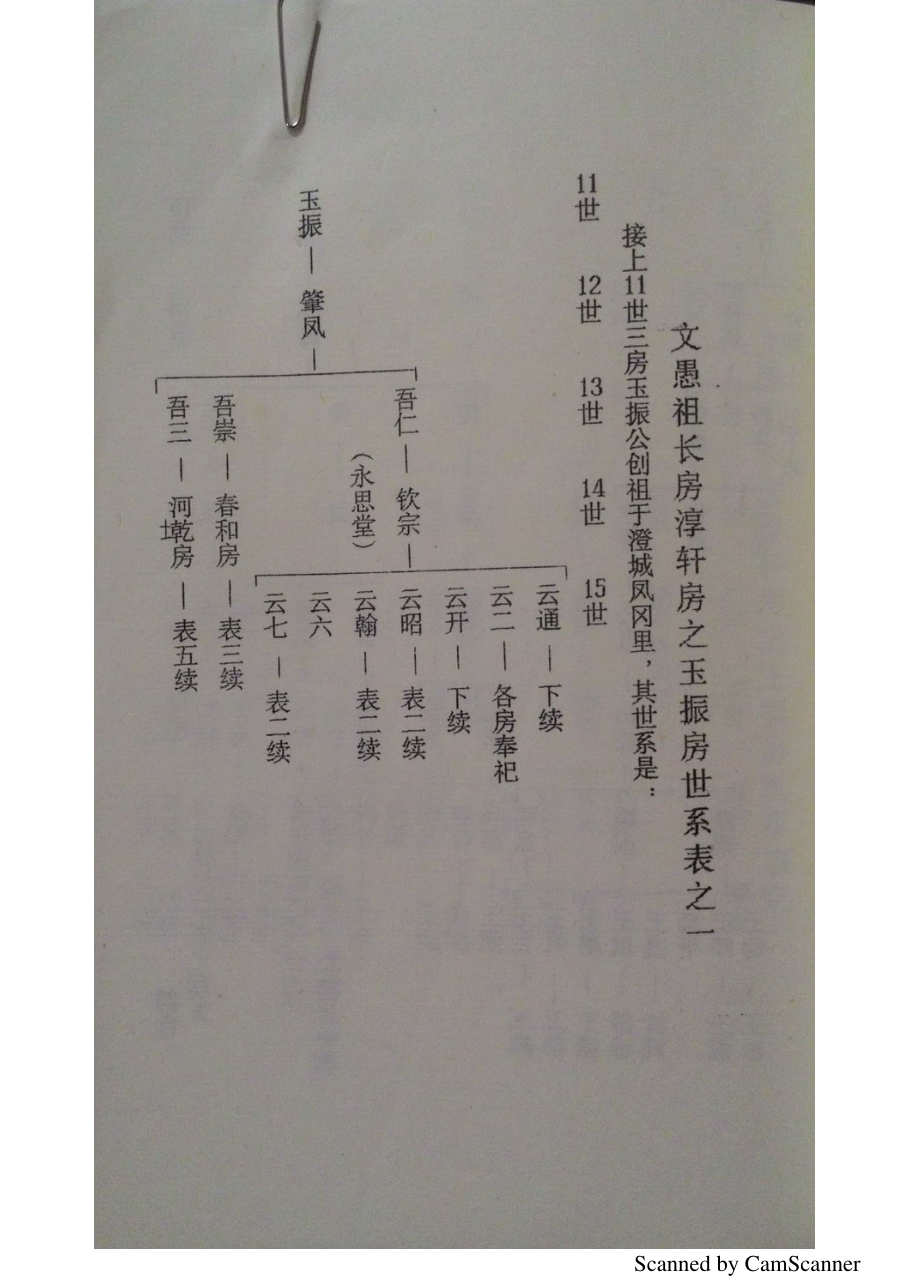 文愚祖长房淳轩房之玉振房世系表之一
接上11世三房玉振公创祖于澄城凤冈里，其世系是：
11世 12世 13世 14世 15世
玉振—肇凤—
吾仁—钦宗—
（永思堂）
云通—下续
云二—各房奉祀
云开—下续
云昭—表二续
云翰—表二续
云六
云七—表二续
吾崇—春和房—表三续
吾三—河乾房—表五续
Scanned by CamScanner